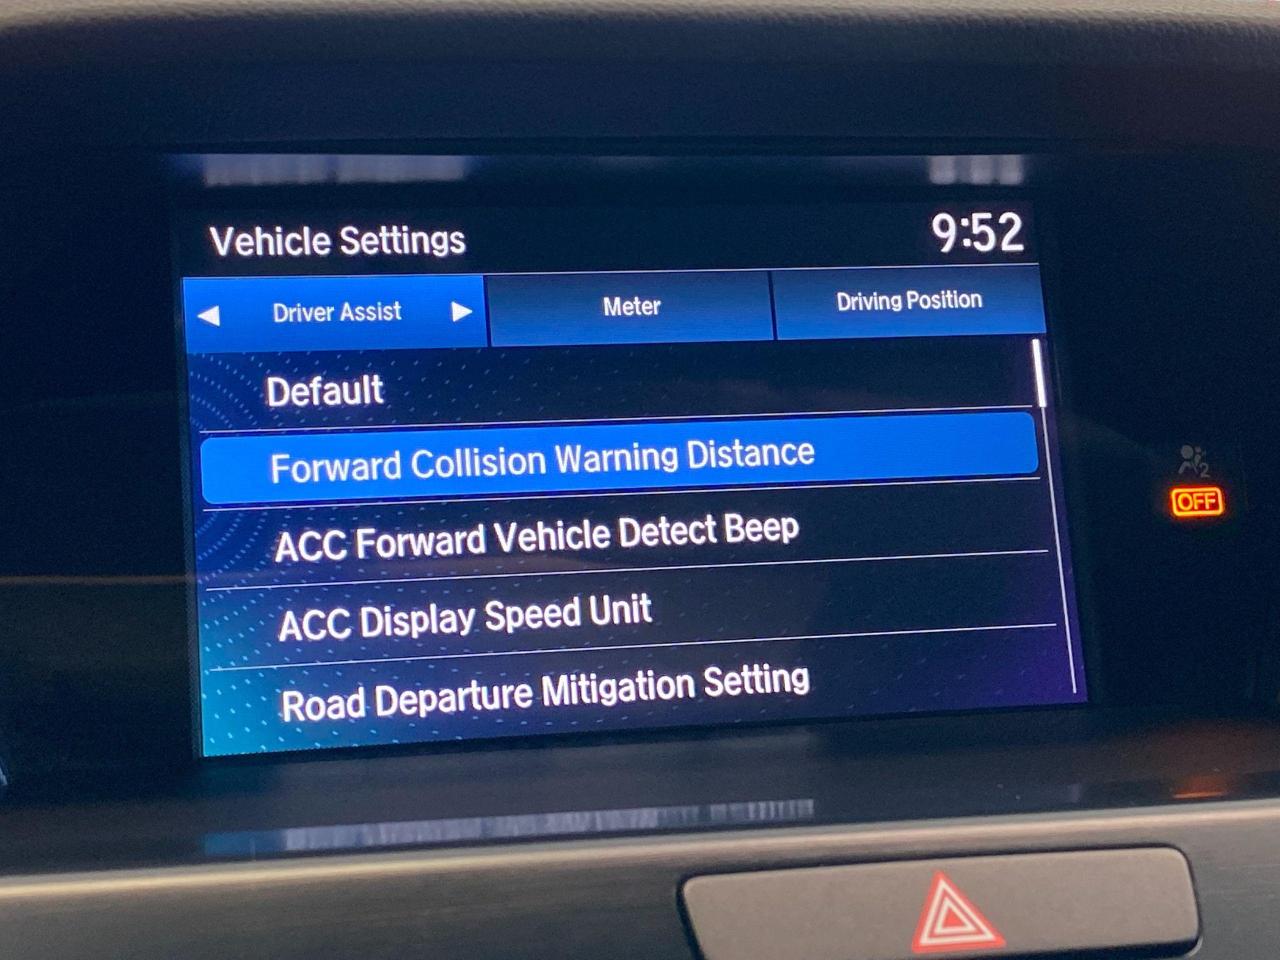 Vehicle Settings
9:52
Driver Assist
Meter
Driving Position
Default
Forward Collision Warning Distance
ACC Forward Vehicle Detect Beep
ACC Display Speed Unit
Road Departure Mitigation Setting
2
OFF